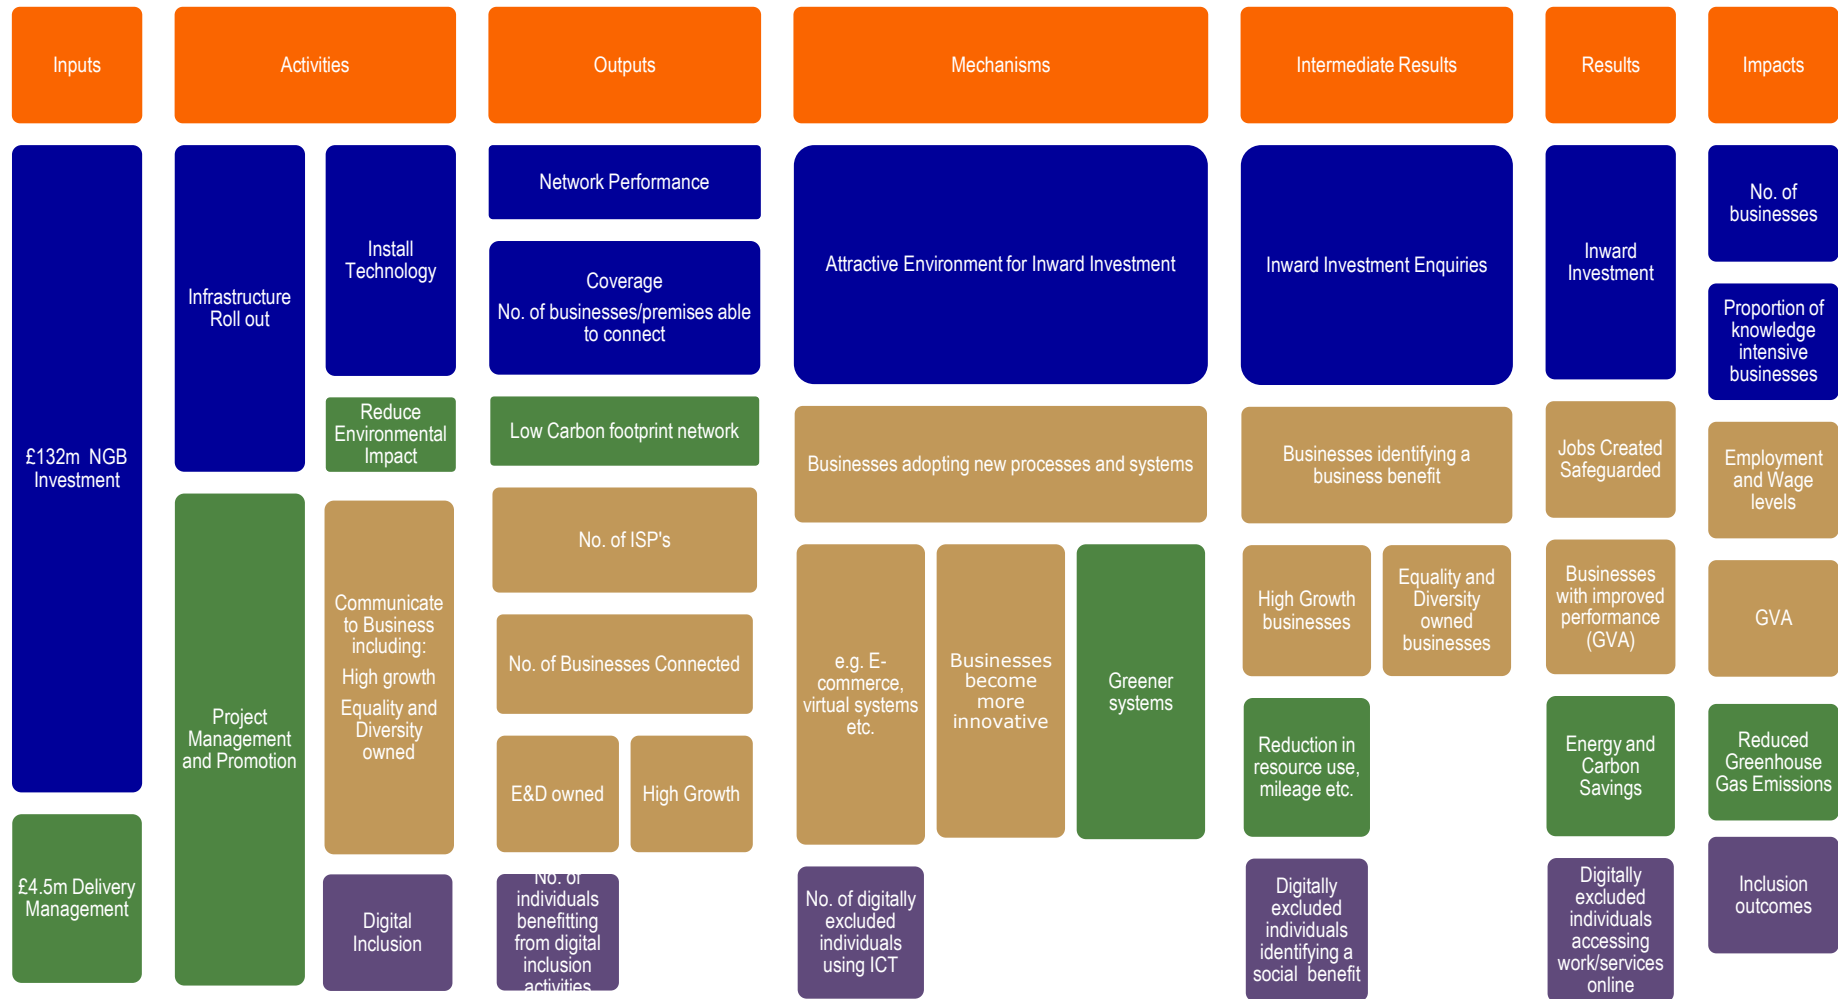 Inputs
Activities
Outputs
Mechanisms
Intermediate Results
Results
Impacts
£132m NGB
Investment
£4.5m Delivery
Management
Infrastructure
Roll out
Project
Management
and Promotion
Install
Technology
Reduce
Environmental
Impact
Communicate
to Business
including:
High growth
Equality and
Diversity
owned
Digital
Inclusion
Network Performance
Coverage
No. of businesses/premises able
to connect
Low Carbon footprint network
No. of ISP's
No. of Businesses Connected
E&D owned
High Growth
No. of
individuals
benefitting
from digital
inclusion
activities
Attractive Environment for Inward Investment
Businesses adopting new processes and systems
e.g. E-
commerce,
virtual systems
etc.
Businesses
become
more
innovative
Greener
systems
No. of digitally
excluded
individuals
using ICT
Inward Investment Enquiries
Businesses identifying a
business benefit
High Growth
businesses
Equality and
Diversity
owned
businesses
Reduction in
resource use,
mileage etc.
Digitally
excluded
individuals
identifying a
social benefit
Inward
Investment
Jobs Created
Safeguarded
Businesses
with improved
performance
(GVA)
Energy and
Carbon
Savings
Digitally
excluded
individuals
accessing
work/services
online
No. of
businesses
Proportion of
knowledge
intensive
businesses
Employment
and Wage
levels
GVA
Reduced
Greenhouse
Gas Emissions
Inclusion
outcomes